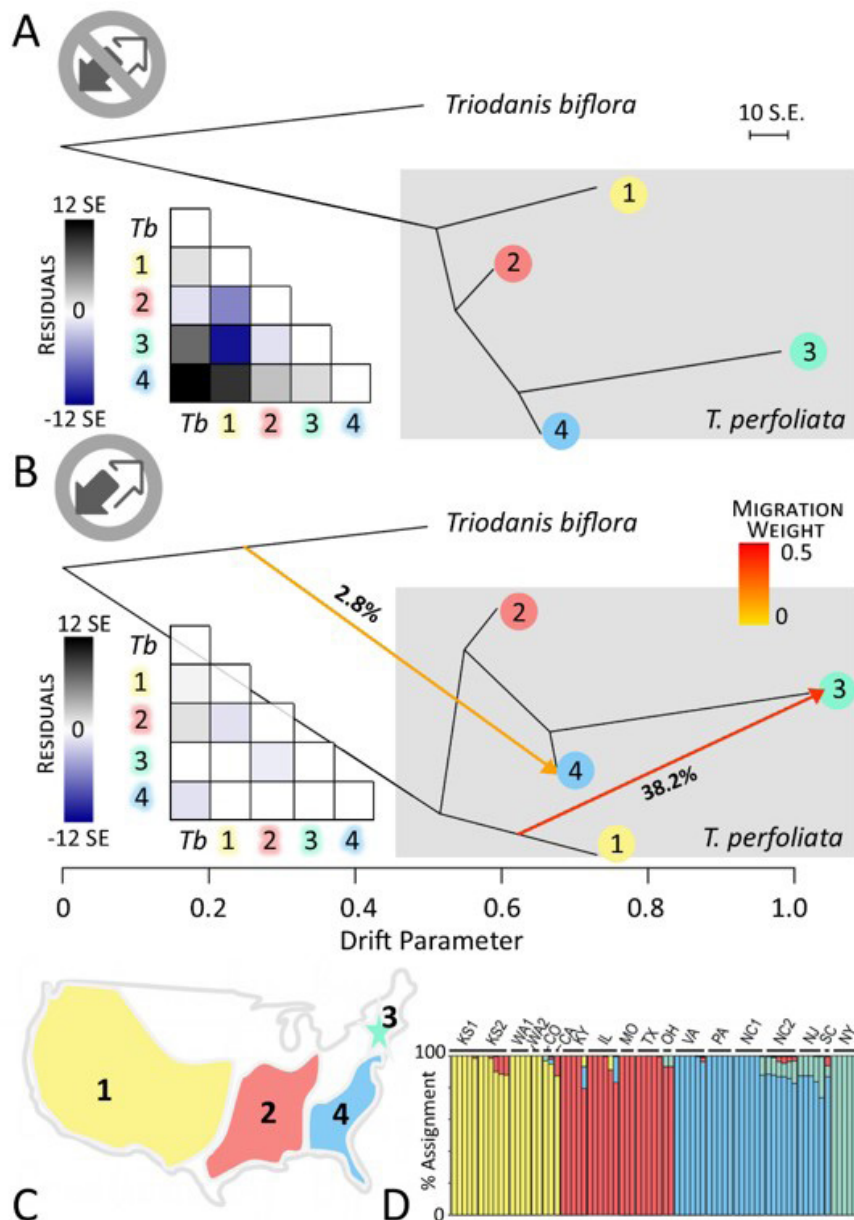 A
Triodanis biflora
10 S.E.
1
12 SE
Tb
2
1
RESIDUALS
0
2
3
3
4
-12 SE
Tb 1 2 3 4
4
T. perfoliata
B
Triodanis biflora
MIGRATION
WEIGHT
0.5
0
2.8%
2
12 SE
Tb
1
3
RESIDUALS
0
2
3
4
38.2%
4
-12 SE
Tb 1 2 3 4
1
T. perfoliata
0 0.2 0.4 0.6 0.8 1.0
Drift Parameter
3
1
2
4
C
KS1 KS2 WA1 WA2 CO CA KY IL MO TX OH VA PA NC1 NC2 NJ SC NY
100
% Assignment
0
D